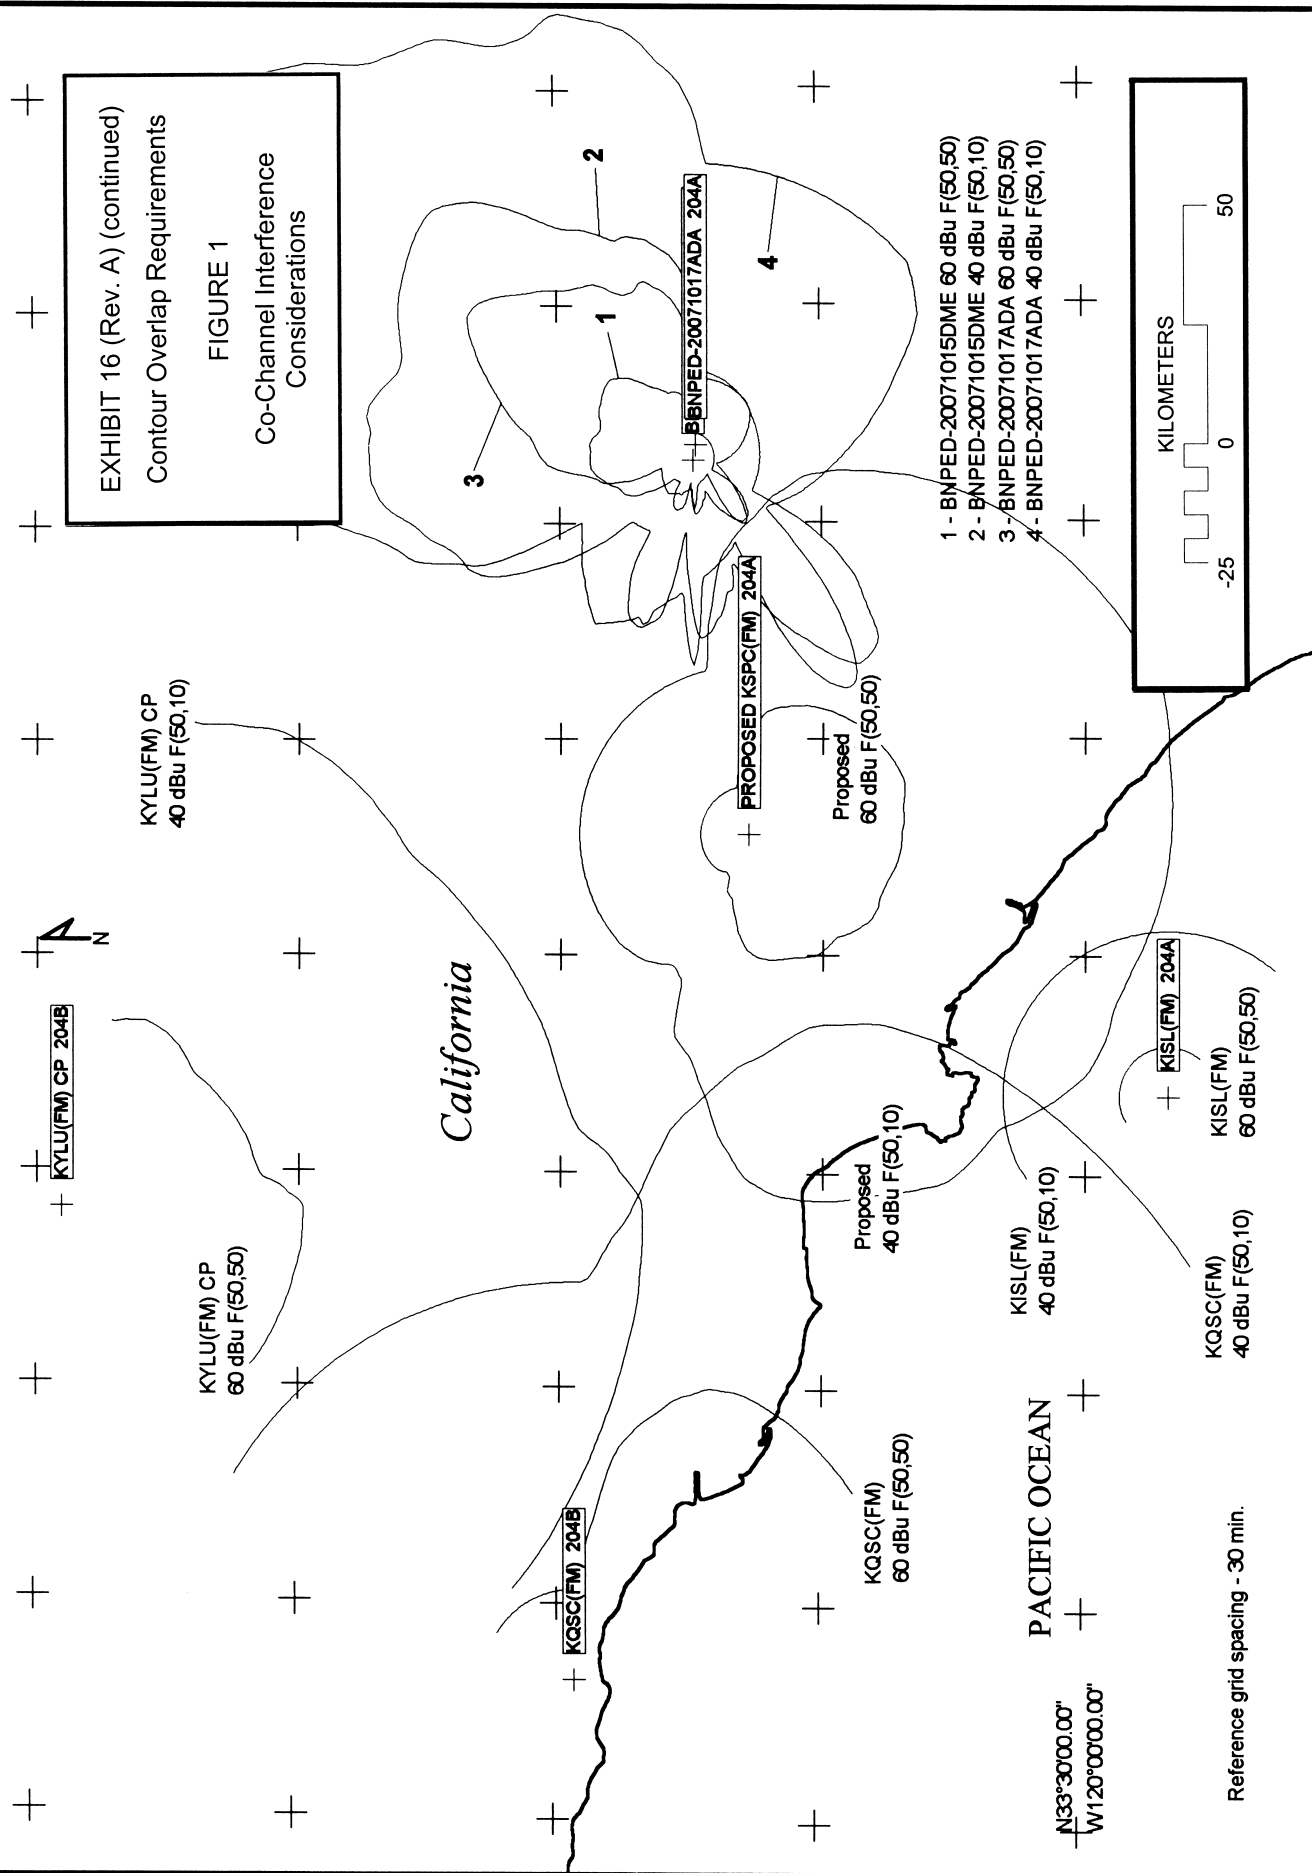 EXHIBIT 16 (Rev. A) (continued)
Contour Overlap Requirements
FIGURE 1
Co-Channel Interference
Considerations
KYLU(FM) CP 204B
N
KYLU(FM) CP
40 dBu F(50,10)
KYLU(FM) CP
60 dBu F(50,50)
California
2
3
1
BBNPED-20071017ADA 204A
4
KQSC(FM) 204B
PROPOSED KSPC(FM) 204A
Proposed
60 dBu F(50,50)
Proposed
40 dBu F(50,10)
KQSC(FM)
60 dBu F(50,50)
1 - BNPED-20071015DME 60 dBu F(50,50)
2 - BNPED-20071015DME 40 dBu F(50,10)
3 - BNPED-20071017ADA 60 dBu F(50,50)
4 - BNPED-20071017ADA 40 dBu F(50,10)
KISL(FM)
40 dBu F(50,10)
KISL(FM) 204A
KISL(FM)
60 dBu F(50,50)
KQSC(FM)
40 dBu F(50,10)
PACIFIC OCEAN
N33°30'00.00"
W120°00'00.00"
Reference grid spacing - 30 min.
KILOMETERS
-25 0 50